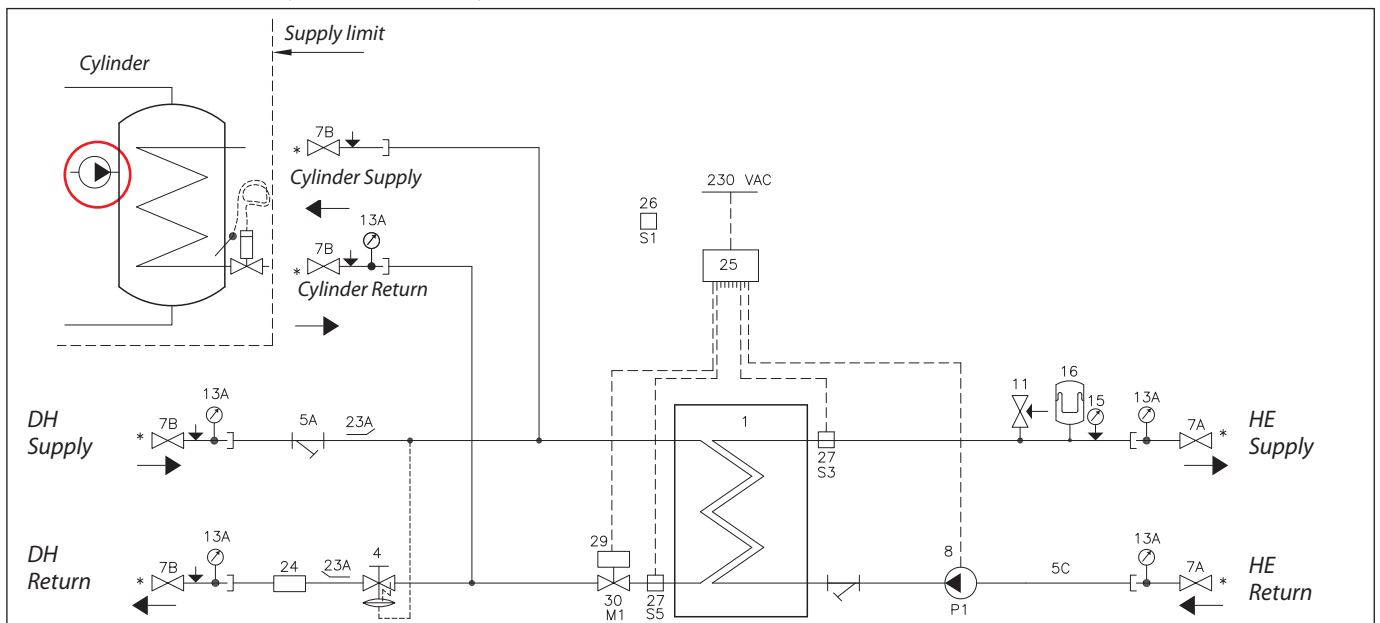 Supply limit
Cylinder
* 7B
Cylinder Supply
230 VAC
26
S1
13A
* 7B
25
Cylinder Return
16
11
15
13A
DH
Supply
13A
* 7B
5A
23A
1
27
S3
7A *
HE
Supply
DH
Return
13A
* 7B
24
23A
4
29
30
M1
27
S5
8
P1
5C
13A
7A *
HE
Return